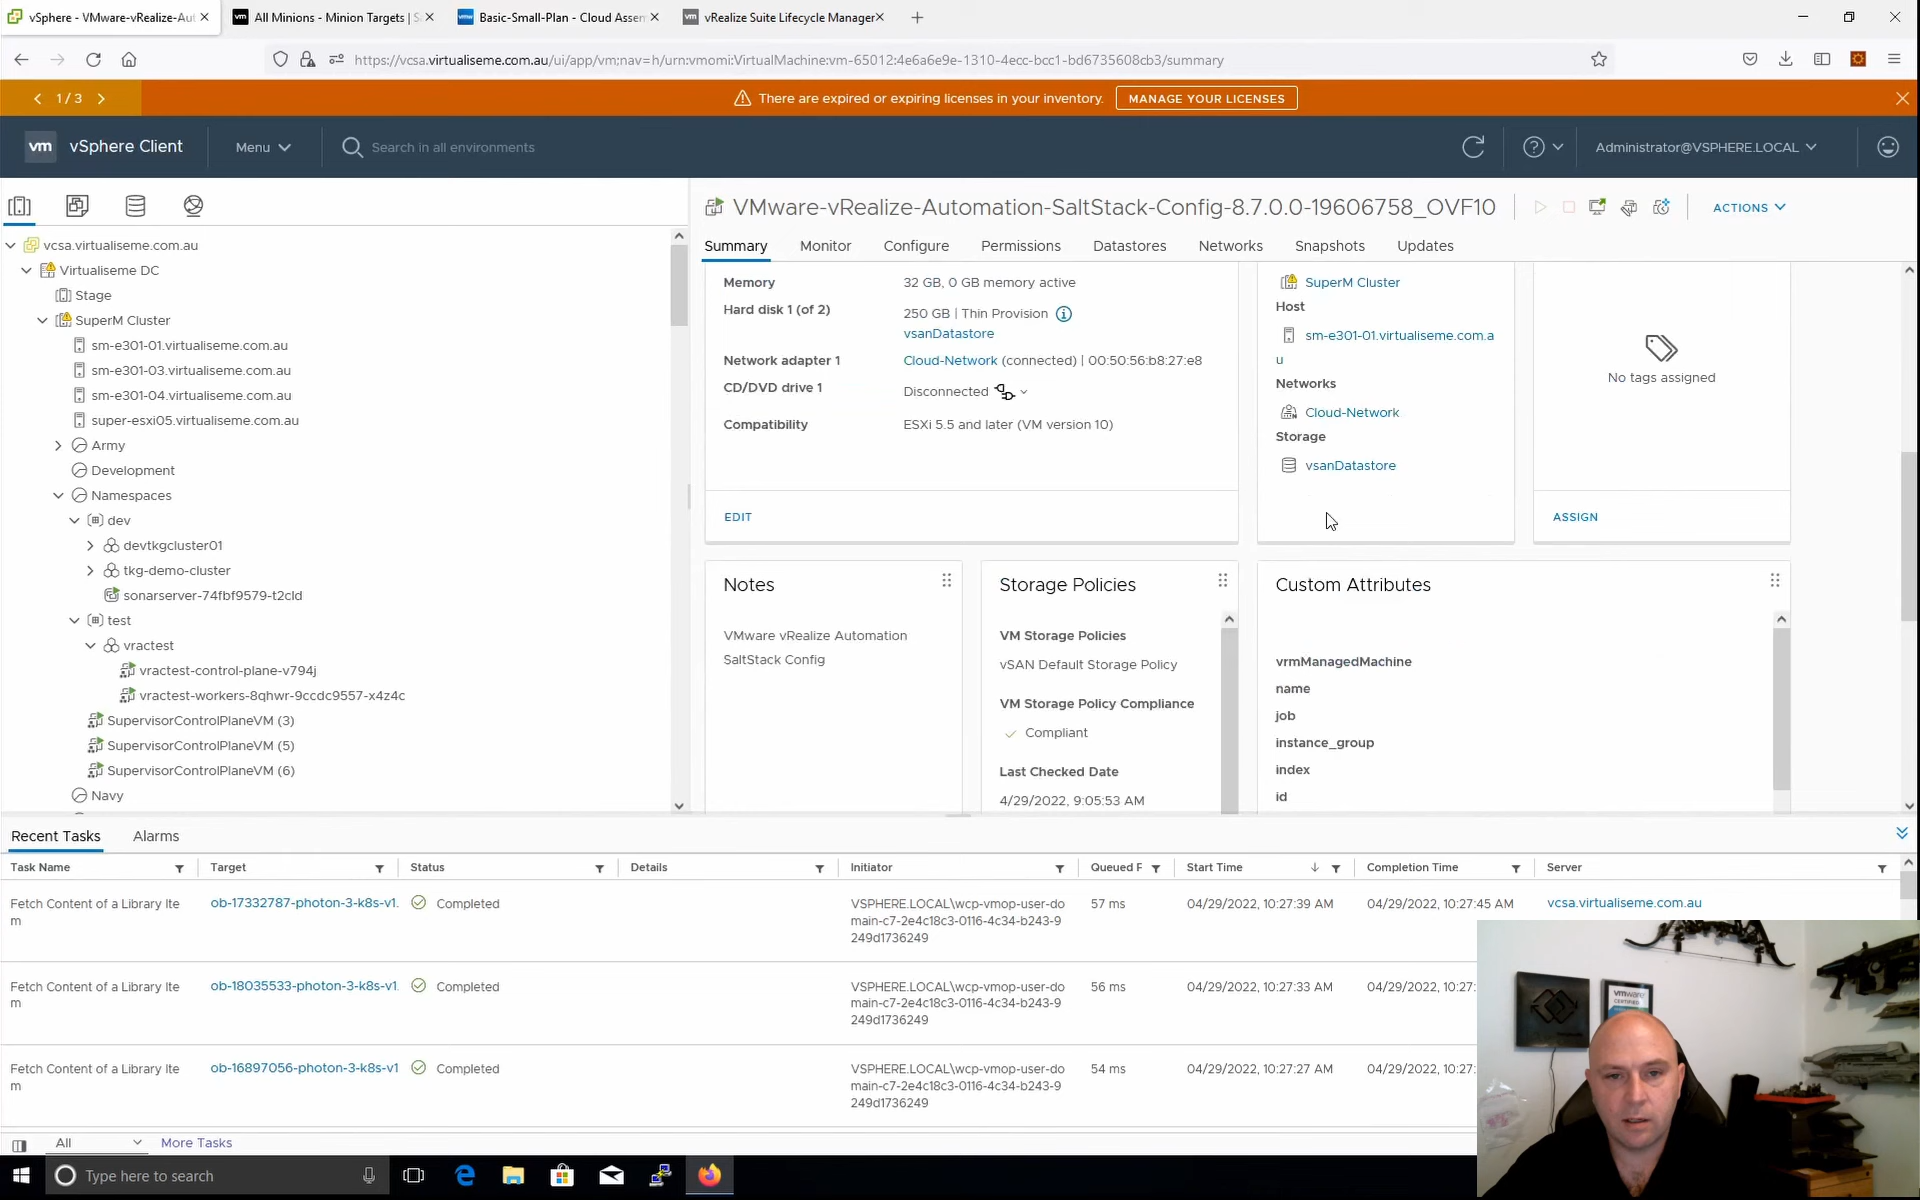 vSphere - VMware-vRealize-Au
All Minions - Minion Targets | S
Basic-Small-Plan - Cloud Assem
vRealize Suite Lifecycle Manager
https://vcsa.virtualiseme.com.au/ui/app/vm;nav=h/urn:vmomi:VirtualMachine:vm-65012:4e6a6e9e-1310-4ecc-bcc1-bd6735608cb3/summary
1 / 3
There are expired or expiring licenses in your inventory.
MANAGE YOUR LICENSES
vm
vSphere Client
Menu
Search in all environments
Administrator@VSPHERE.LOCAL
vcsa.virtualiseme.com.au
Virtualiseme DC
Stage
SuperM Cluster
sm-e301-01.virtualiseme.com.au
sm-e301-03.virtualiseme.com.au
sm-e301-04.virtualiseme.com.au
super-esxi05.virtualiseme.com.au
Army
Development
Namespaces
dev
devtkgcluster01
tkg-demo-cluster
sonarserver-74fbf9579-t2cld
test
vractest
vractest-control-plane-v794j
vractest-workers-8qhwr-9ccdc9557-x4z4c
SupervisorControlPlaneVM (3)
SupervisorControlPlaneVM (5)
SupervisorControlPlaneVM (6)
Navy
VMware-vRealize-Automation-SaltStack-Config-8.7.0.0-19606758_OVF10
ACTIONS
Summary
Monitor
Configure
Permissions
Datastores
Networks
Snapshots
Updates
Memory
32 GB, 0 GB memory active
Hard disk 1 (of 2)
250 GB | Thin Provision
vsanDatastore
Network adapter 1
Cloud-Network (connected) | 00:50:56:b8:27:e8
CD/DVD drive 1
Disconnected
Compatibility
ESXi 5.5 and later (VM version 10)
EDIT
SuperM Cluster
Host
sm-e301-01.virtualiseme.com.a
u
Networks
Cloud-Network
Storage
vsanDatastore
No tags assigned
ASSIGN
Notes
VMware vRealize Automation
SaltStack Config
Storage Policies
VM Storage Policies
vSAN Default Storage Policy
VM Storage Policy Compliance
Compliant
Last Checked Date
4/29/2022, 9:05:53 AM
Custom Attributes
vrmManagedMachine
name
job
instance_group
index
id
Recent Tasks
Alarms
Task Name
Target
Status
Details
Initiator
Queued F
Start Time
Completion Time
Server
Fetch Content of a Library Ite
m
ob-17332787-photon-3-k8s-v1.
Completed
VSPHERE.LOCAL\wcp-vmop-user-do
main-c7-2e4c18c3-0116-4c34-b243-9
249d1736249
57 ms
04/29/2022, 10:27:39 AM
04/29/2022, 10:27:45 AM
vcsa.virtualiseme.com.au
Fetch Content of a Library Ite
m
ob-18035533-photon-3-k8s-v1.
Completed
VSPHERE.LOCAL\wcp-vmop-user-do
main-c7-2e4c18c3-0116-4c34-b243-9
249d1736249
56 ms
04/29/2022, 10:27:33 AM
04/29/2022, 10:27:
Fetch Content of a Library Ite
m
ob-16897056-photon-3-k8s-v1
Completed
VSPHERE.LOCAL\wcp-vmop-user-do
main-c7-2e4c18c3-0116-4c34-b243-9
249d1736249
54 ms
04/29/2022, 10:27:27 AM
04/29/2022, 10:27:
All
More Tasks
Type here to search
vmware
CERTIFIED